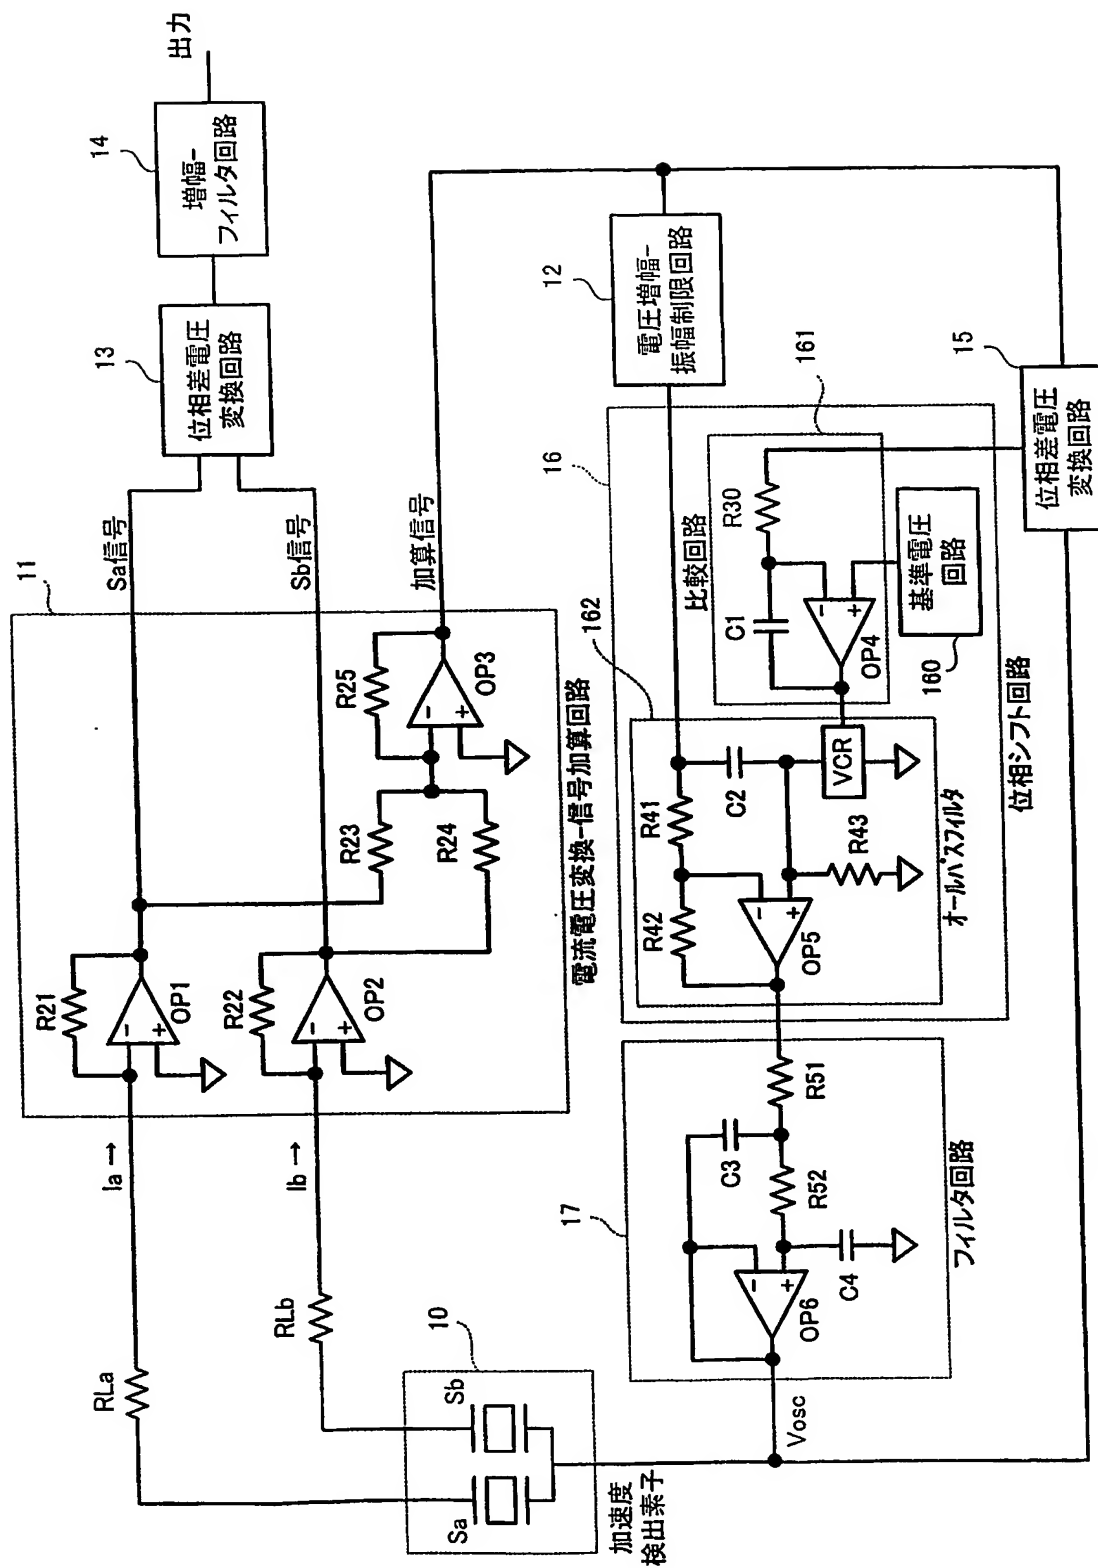 出力
14
増幅-
フィルタ回路
13
位相差電圧
変換回路
12
電圧増幅-
振幅制限回路
15
位相差電圧
変換回路
11
Sa信号
Sb信号
加算信号
R21
OP1
R22
OP2
R23
R24
R25
OP3
電流電圧変換-信号加算回路
Ia→
Ib→
RLa
RLb
10
Sa
Sb
加速度
検出素子
16
161
比較回路
R30
C1
OP4
基準電圧
回路
160
162
R41
C2
VCR
R42
R43
OP5
オールパスフィルタ
位相シフト回路
17
R51
C3
R52
C4
OP6
フィルタ回路
Vosc